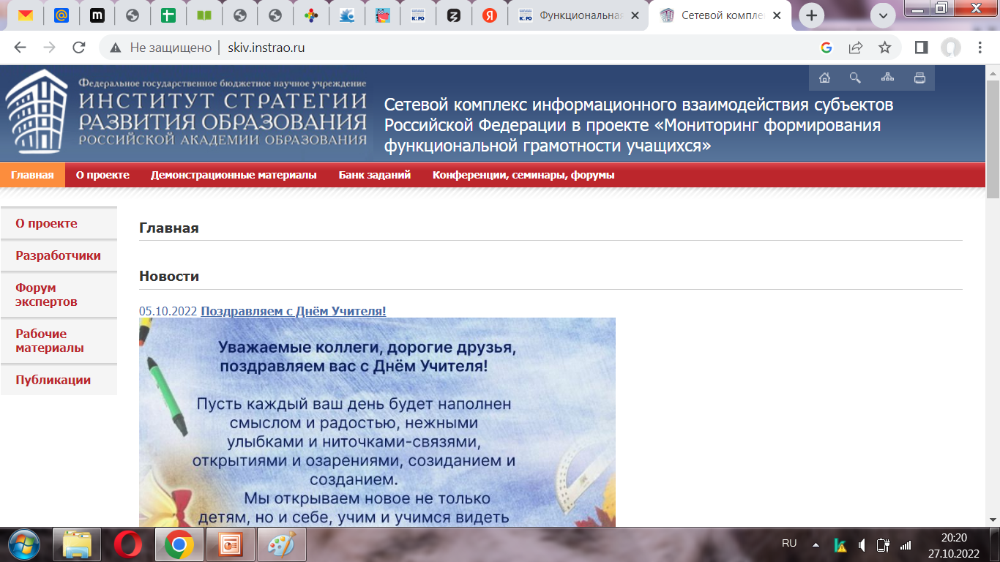 Функциональная
Сетевой комплек
Не защищено
skiv.instrao.ru
Федеральное государственное бюджетное научное учреждение
ИНСТИТУТ СТРАТЕГИИ
РАЗВИТИЯ ОБРАЗОВАНИЯ
РОССИЙСКОЙ АКАДЕМИИ ОБРАЗОВАНИЯ
Сетевой комплекс информационного взаимодействия субъектов
Российской Федерации в проекте «Мониторинг формирования
функциональной грамотности учащихся»
Главная О проекте Демонстрационные материалы Банк заданий Конференции, семинары, форумы
О проекте
Разработчики
Форум
экспертов
Рабочие
материалы
Публикации
Главная
Новости
05.10.2022 Поздравляем с Днём Учителя!
Уважаемые коллеги, дорогие друзья,
поздравляем вас с Днём Учителя!
Пусть каждый ваш день будет наполнен
смыслом и радостью, нежными
улыбками и ниточками-связями,
открытиями и озарениями, созиданием и
созданием.
Мы открываем новое не только
детям, но и себе, учим и учимся видеть
RU
20:20
27.10.2022